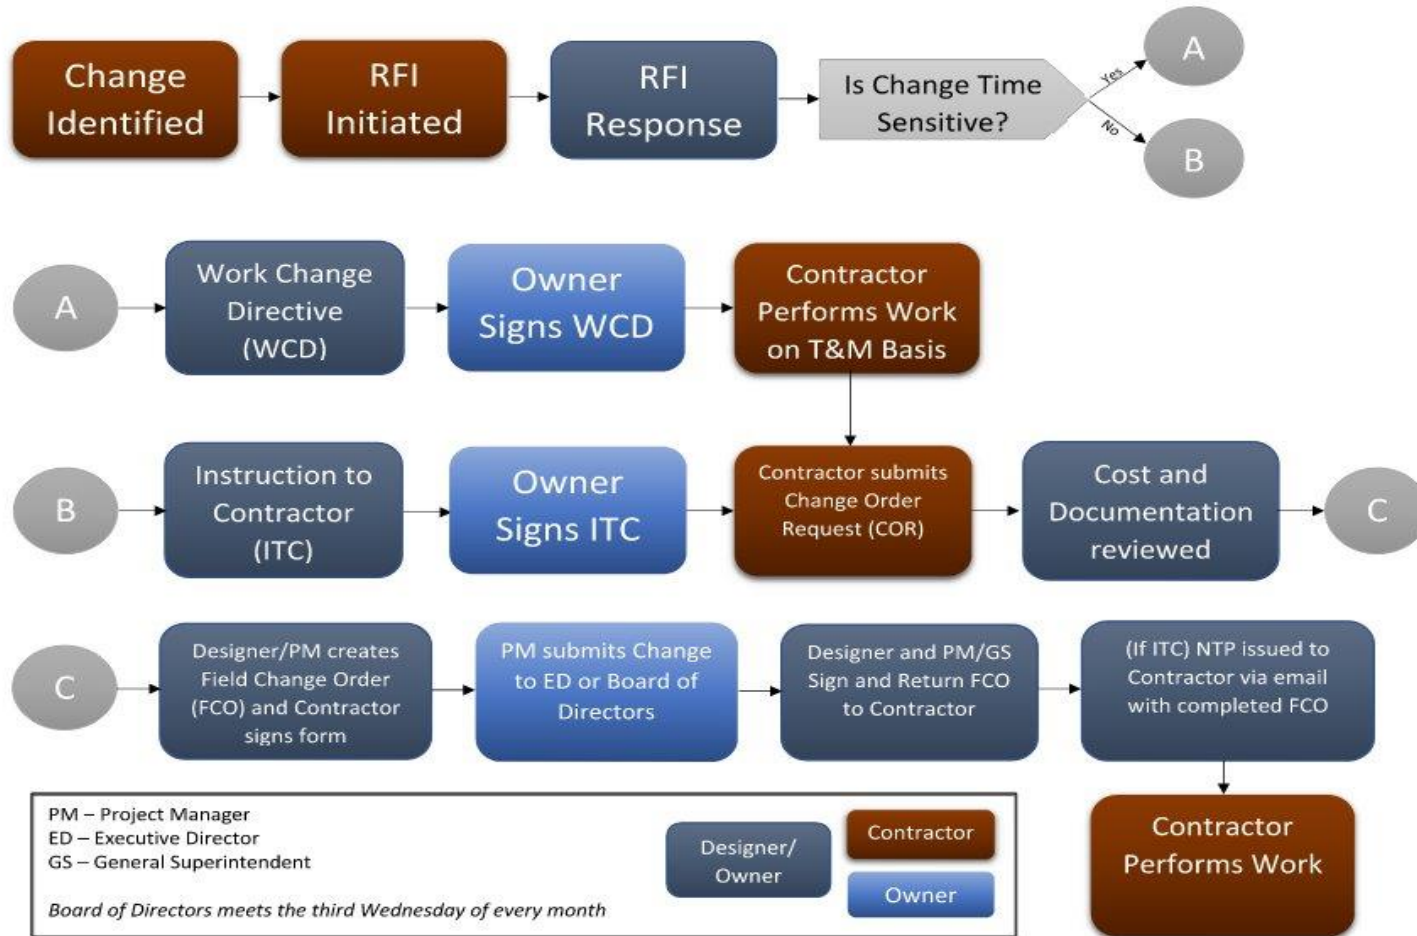 Change
Identified
RFI
Initiated
RFI
Response
Is Change Time
Sensitive?
Yes
No
A
B
A
Work Change
Directive
(WCD)
Owner
Signs WCD
Contractor
Performs Work
on T&M Basis
B
Instruction to
Contractor
(ITC)
Owner
Signs ITC
Contractor submits
Change Order
Request (COR)
Cost and
Documentation
reviewed
C
C
Designer/PM creates
Field Change Order
(FCO) and Contractor
signs form
PM submits Change
to ED or Board of
Directors
Designer and PM/GS
Sign and Return FCO
to Contractor
(If ITC) NTP issued to
Contractor via email
with completed FCO
Contractor
Performs Work
PM – Project Manager
ED – Executive Director
GS – General Superintendent
Board of Directors meets the third Wednesday of every month
Designer/
Owner
Contractor
Owner